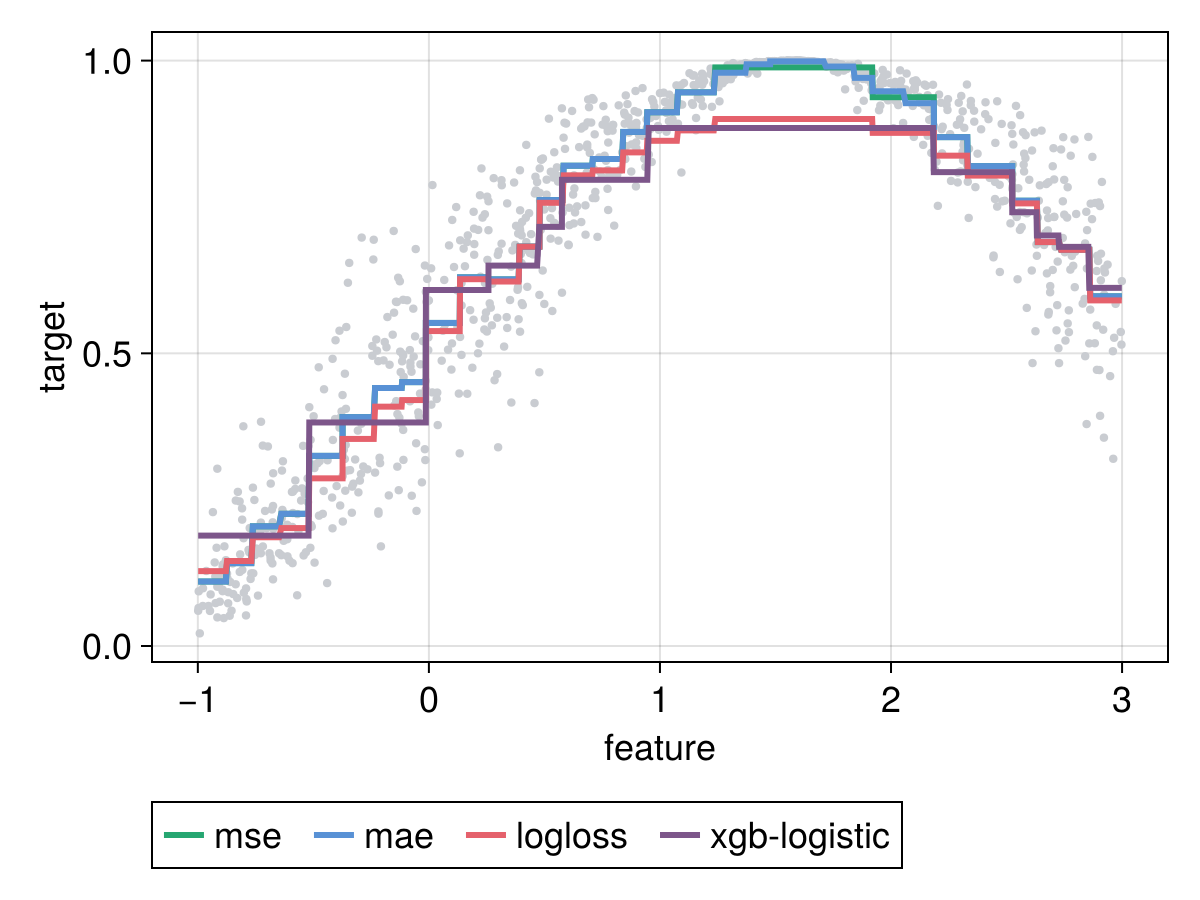 1.0
0.5
0.0
target
−1 0 1 2 3
feature
mse mae logloss xgb-logistic